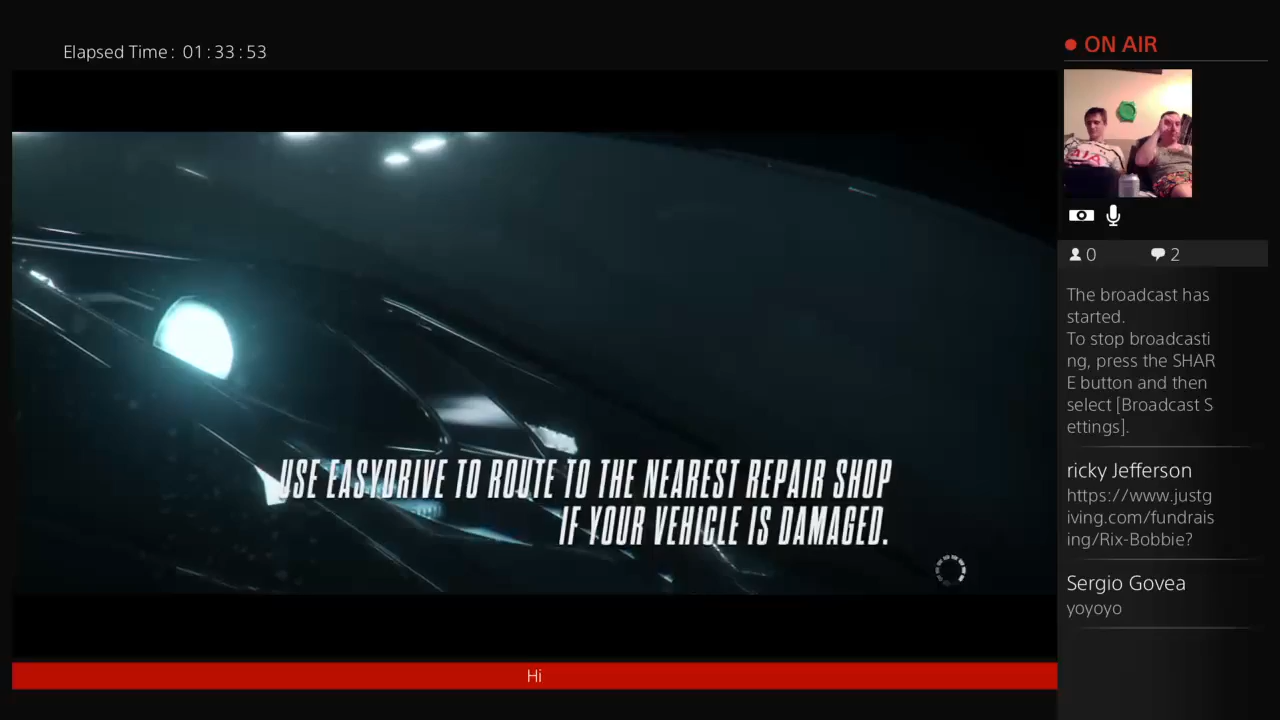 Elapsed Time: 01:33:53
ON AIR
AIA
0
2
The broadcast has
started.
To stop broadcasti
ng, press the SHAR
E button and then
select [Broadcast S
ettings].
ricky Jefferson
https://www.justg
iving.com/fundrais
ing/Rix-Bobbie?
Sergio Govea
yoyoyo
USE EASYDRIVE TO ROUTE TO THE NEAREST REPAIR SHOP
IF YOUR VEHICLE IS DAMAGED.
Hi